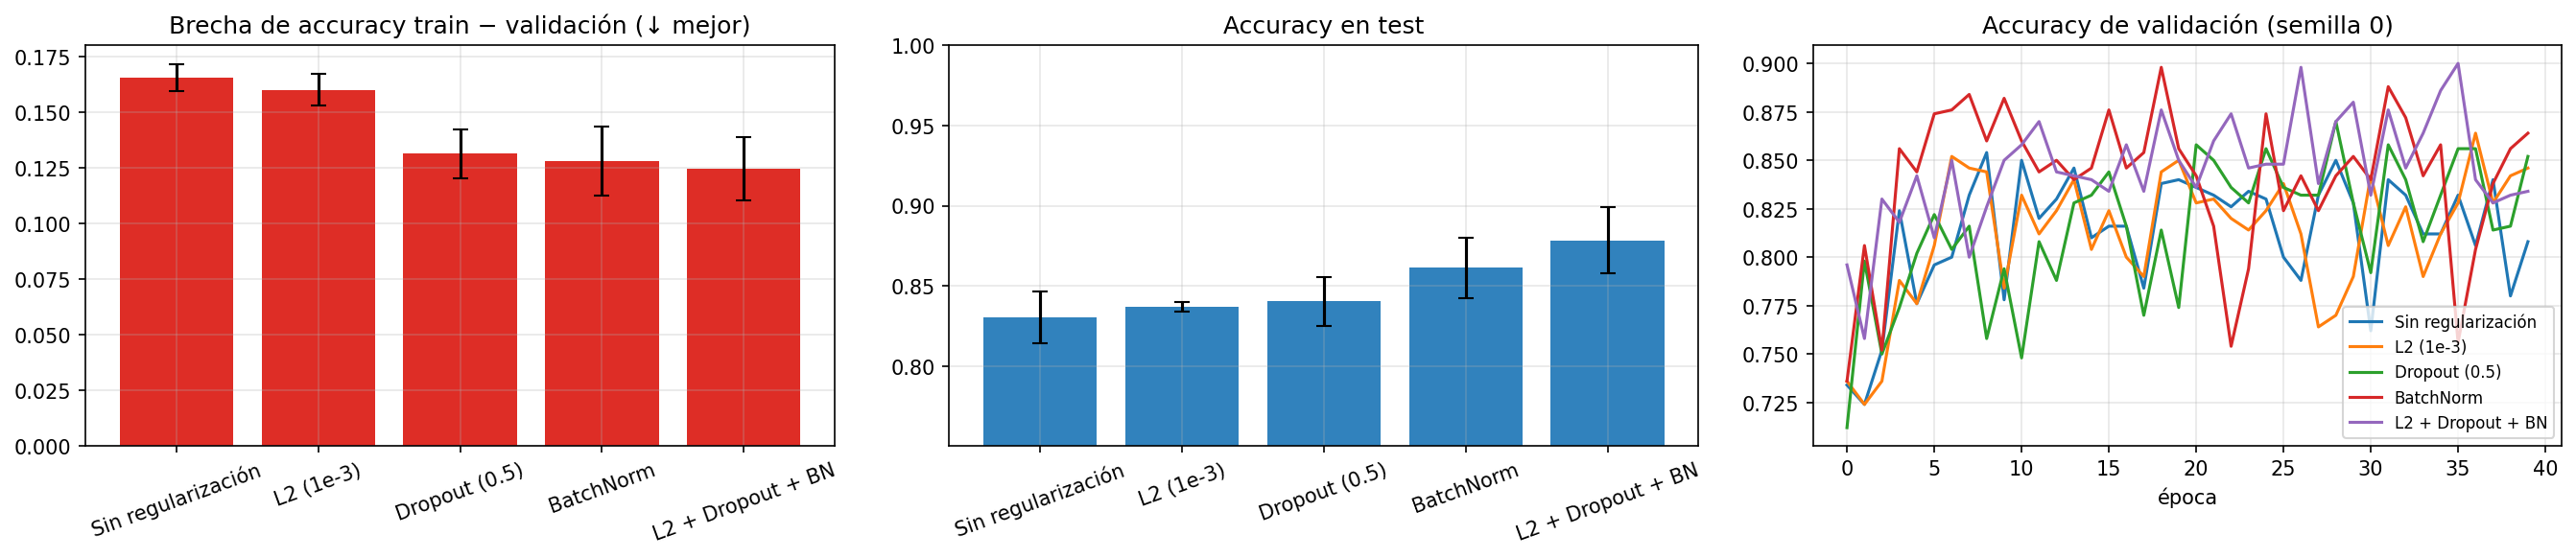 Brecha de accuracy train − validación (↓ mejor)
0.175
0.150
0.125
0.100
0.075
0.050
0.025
0.000
Sin regularización
L2 (1e-3)
Dropout (0.5)
BatchNorm
L2 + Dropout + BN
Accuracy en test
1.00
0.95
0.90
0.85
0.80
Sin regularización
L2 (1e-3)
Dropout (0.5)
BatchNorm
L2 + Dropout + BN
Accuracy de validación (semilla 0)
0.900
0.875
0.850
0.825
0.800
0.775
0.750
0.725
Sin regularización
L2 (1e-3)
Dropout (0.5)
BatchNorm
L2 + Dropout + BN
0 5 10 15 20 25 30 35 40
época